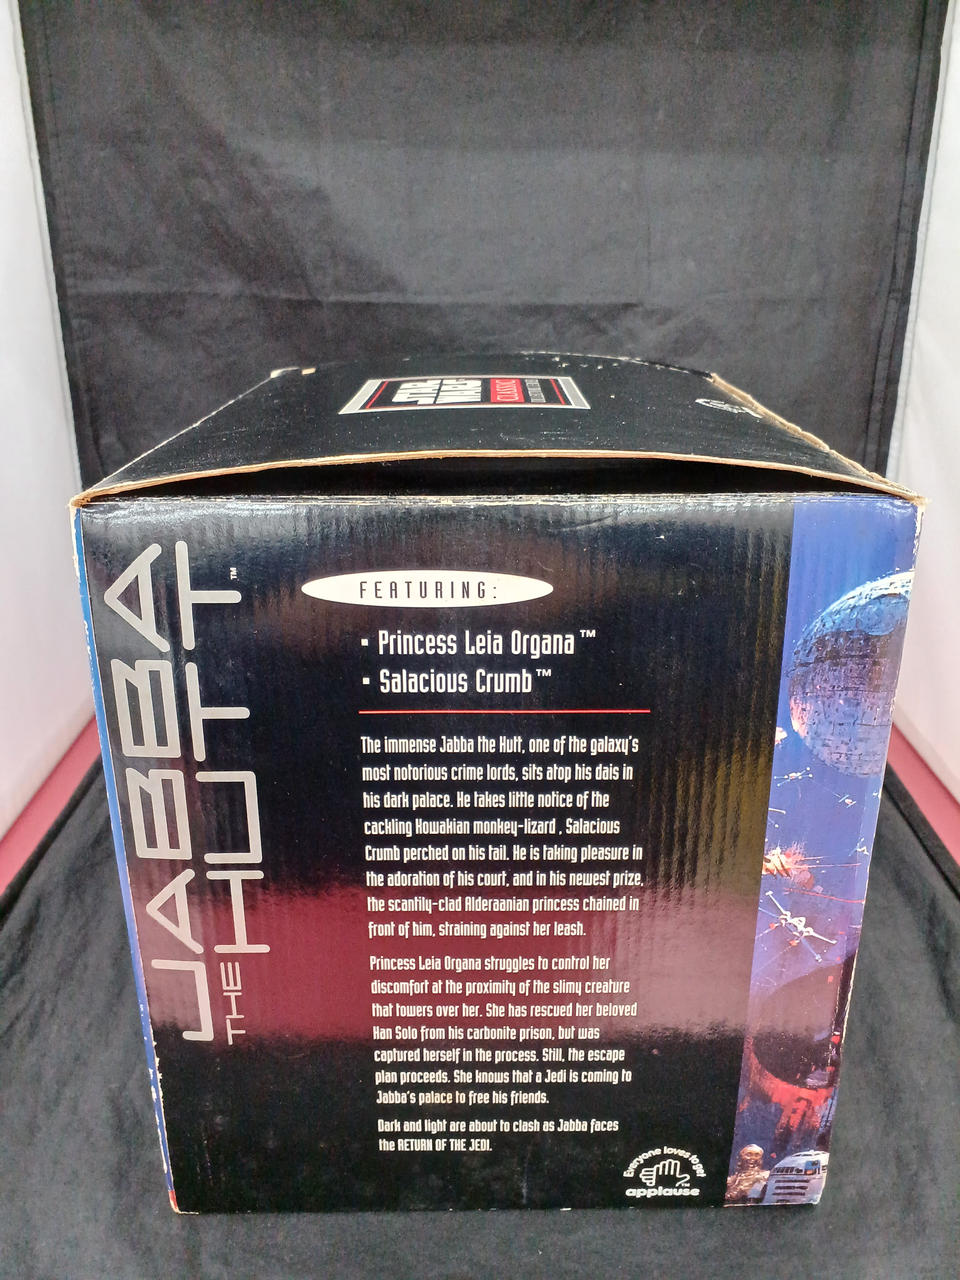 STAR
WARS
CLASSIC
JABBA
THE HUTT™
FEATURING:
▪ Princess Leia Organa™
▪ Salacious Crumb™
The immense Jabba the Hutt, one of the galaxy's
most notorious crime lords, sits atop his dais in
his dark palace. He takes little notice of the
cackling Kowakian monkey-lizard , Salacious
Crumb perched on his tail. He is taking pleasure in
the adoration of his court, and in his newest prize,
the scantily-clad Alderaanian princess chained in
front of him, straining against her leash.
Princess Leia Organa struggles to control her
discomfort at the proximity of the slimy creature
that towers over her. She has rescued her beloved
Han Solo from his carbonite prison, but was
captured herself in the process. Still, the escape
plan proceeds. She knows that a Jedi is coming to
Jabba's palace to free his friends.
Dark and light are about to clash as Jabba faces
the RETURN OF THE JEDI.
Everyone loves to get
applause™